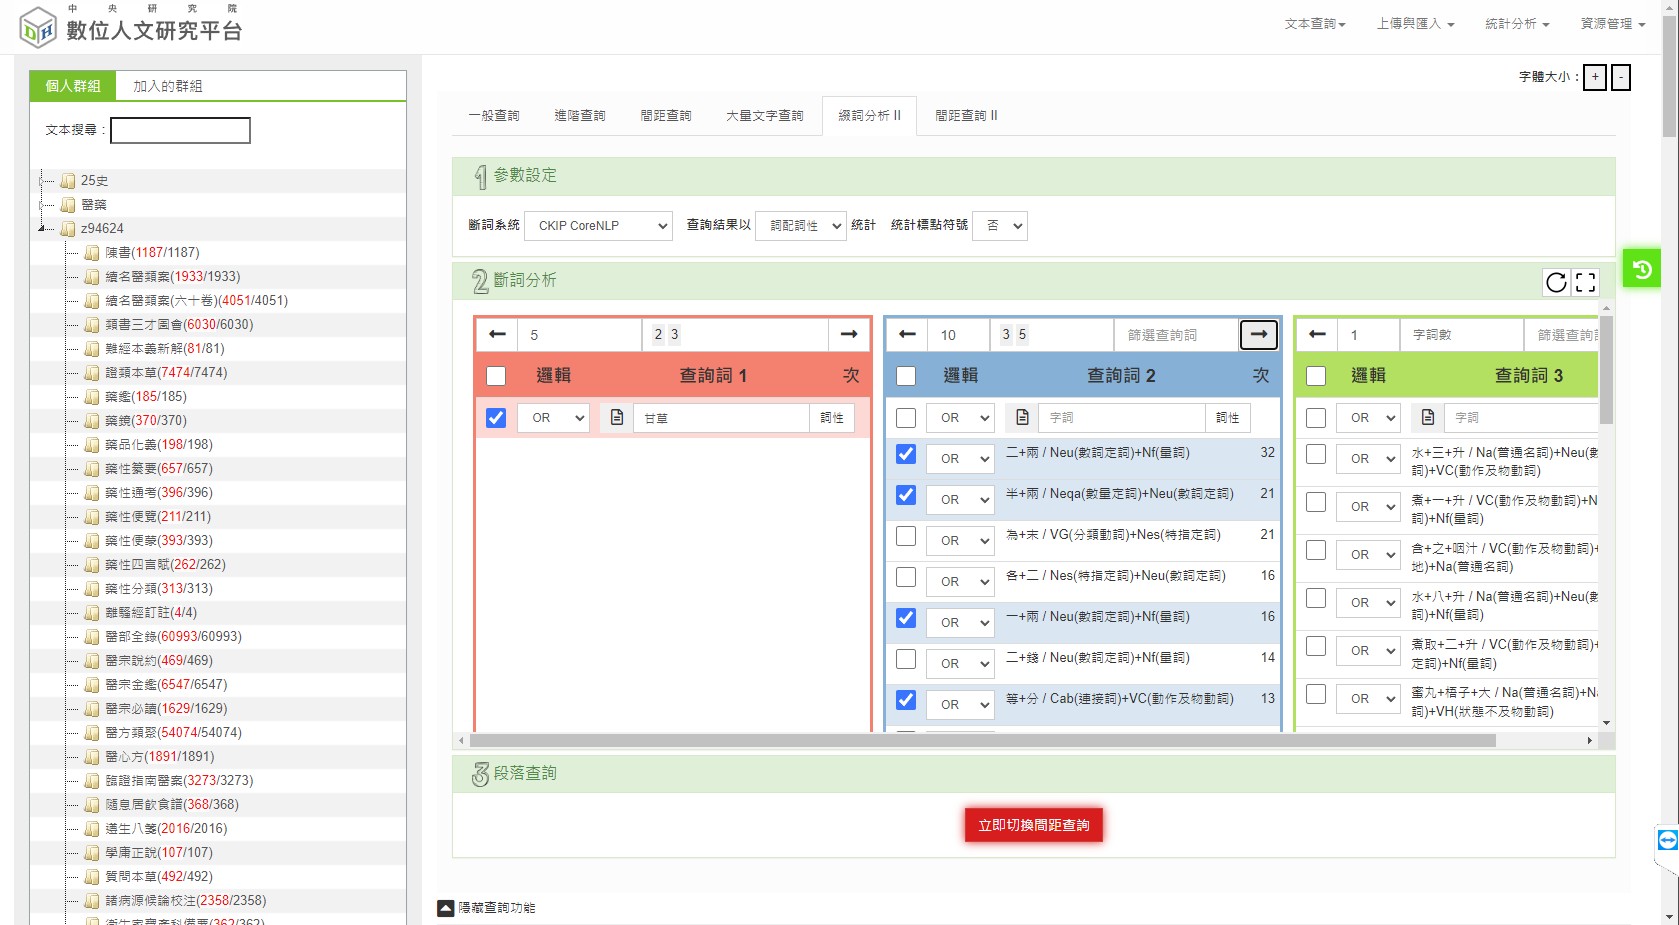 中央研究院
數位人文研究平台
文本查詢
上傳與匯入
統計分析
資源管理
個人群組
加入的群組
文本搜尋：
25史
醫藥
z94624
陳書(1187/1187)
續名醫類案(1933/1933)
續名醫類案(六十卷)(4051/4051)
類書三才圖會(6030/6030)
難經本義新解(81/81)
證類本草(7474/7474)
藥鑑(185/185)
藥鏡(370/370)
藥品化義(198/198)
藥性纂要(657/657)
藥性通考(396/396)
藥性便覽(211/211)
藥性便蒙(393/393)
藥性四言賦(262/262)
藥性分類(313/313)
離騷經訂註(4/4)
醫部全錄(60993/60993)
醫宗說約(469/469)
醫宗金鑑(6547/6547)
醫宗必讀(1629/1629)
醫方類聚(54074/54074)
醫心方(1891/1891)
臨證指南醫案(3273/3273)
隨息居飲食譜(368/368)
遵生八箋(2016/2016)
學庸正說(107/107)
質問本草(492/492)
諸病源候論校注(2358/2358)
衛生家寶產科備要(362/362)
字體大小：
+
-
一般查詢
進階查詢
間距查詢
大量文字查詢
綴詞分析 II
間距查詢 II
1 參數設定
斷詞系統 CKIP CoreNLP 查詢結果以 詞配詞性 統計 統計標點符號 否
2 斷詞分析
5
2 3
邏輯 查詢詞 1 次
OR 甘草 詞性
10
3 5
篩選查詢詞
邏輯 查詢詞 2 次
OR 字詞 詞性
OR 二+兩 / Neu(數詞定詞)+Nf(量詞) 32
OR 半+兩 / Neqa(數量定詞)+Neu(數詞定詞) 21
OR 為+末 / VG(分類動詞)+Nes(特指定詞) 21
OR 各+二 / Nes(特指定詞)+Neu(數詞定詞) 16
OR 一+兩 / Neu(數詞定詞)+Nf(量詞) 16
OR 二+錢 / Neu(數詞定詞)+Nf(量詞) 14
OR 等+分 / Cab(連接詞)+VC(動作及物動詞) 13
1
字詞數
篩選查詢
邏輯 查詢詞 3
OR 字詞
OR 水+三+升 / Na(普通名詞)+Neu(數
詞)+VC(動作及物動詞)
OR 煮+一+升 / VC(動作及物動詞)+N
詞)+Nf(量詞)
OR 含+之+咽汁 / VC(動作及物動詞)+
地)+Na(普通名詞)
OR 水+八+升 / Na(普通名詞)+Neu(數
詞)+Nf(量詞)
OR 煮取+二+升 / VC(動作及物動詞)+
定詞)+Nf(量詞)
OR 蜜丸+梧子+大 / Na(普通名詞)+Na
詞)+VH(狀態不及物動詞)
3 段落查詢
立即切換間距查詢
隱藏查詢功能